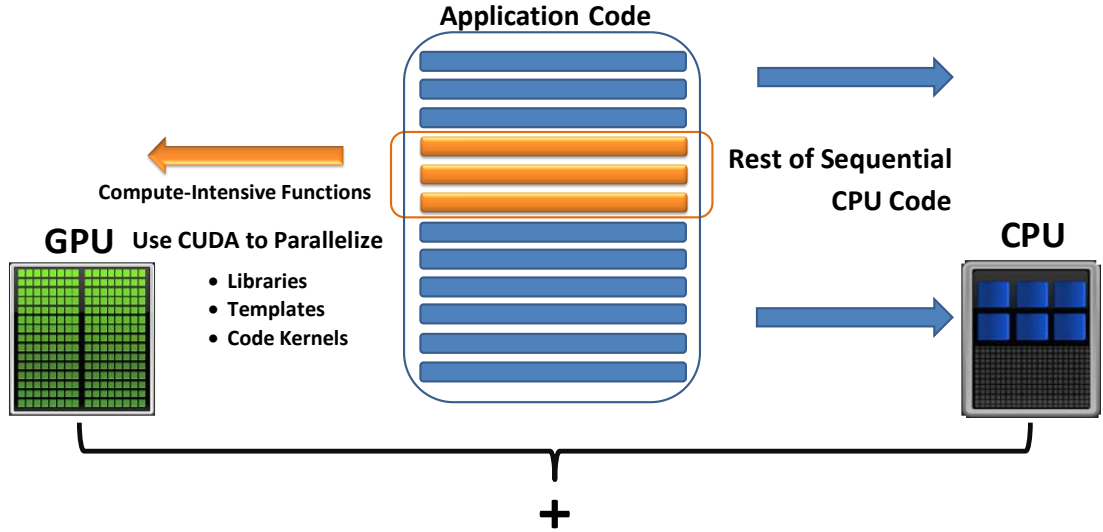 Application Code
Compute-Intensive Functions
Rest of Sequential
CPU Code
GPU
Use CUDA to Parallelize
• Libraries
• Templates
• Code Kernels
CPU
+